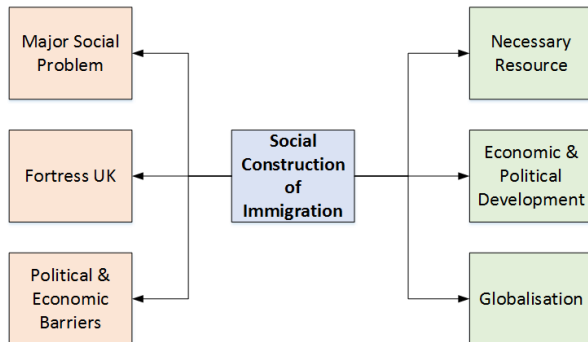 Major Social
Problem
Necessary
Resource
Fortress UK
Social
Construction
of
Immigration
Economic &
Political
Development
Political &
Economic
Barriers
Globalisation